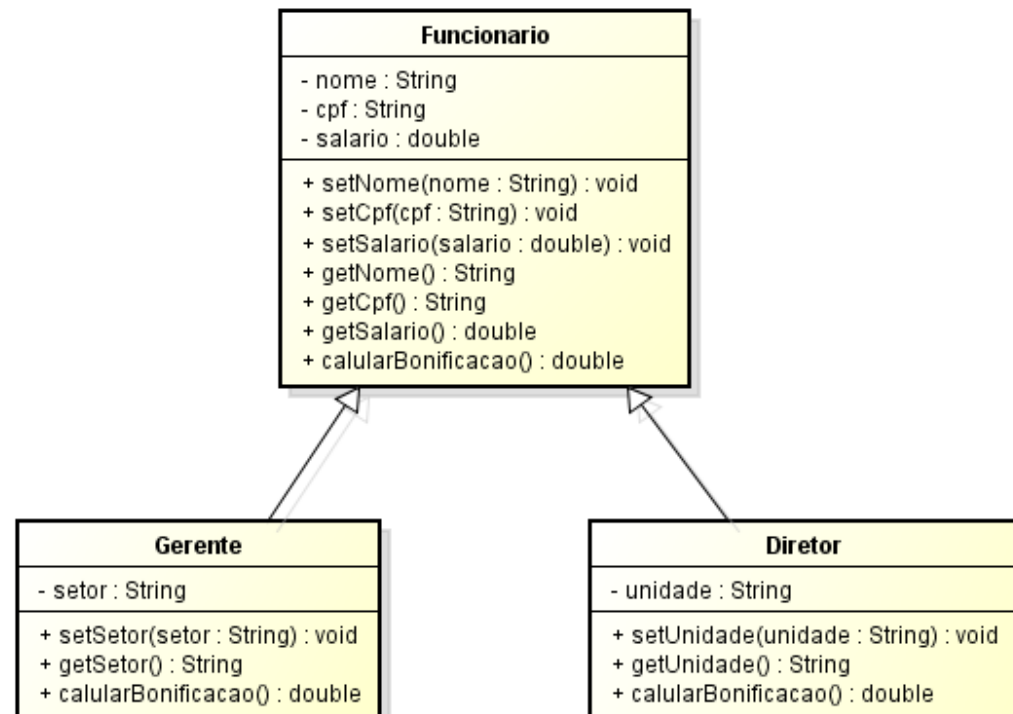 Funcionario
- nome : String
- cpf : String
- salario : double
+ setNome(nome : String) : void
+ setCpf(cpf : String) : void
+ setSalario(salario : double) : void
+ getNome() : String
+ getCpf() : String
+ getSalario() : double
+ calularBonificacao() : double
Gerente
- setor : String
+ setSetor(setor : String) : void
+ getSetor() : String
+ calularBonificacao() : double
Diretor
- unidade : String
+ setUnidade(unidade : String) : void
+ getUnidade() : String
+ calularBonificacao() : double